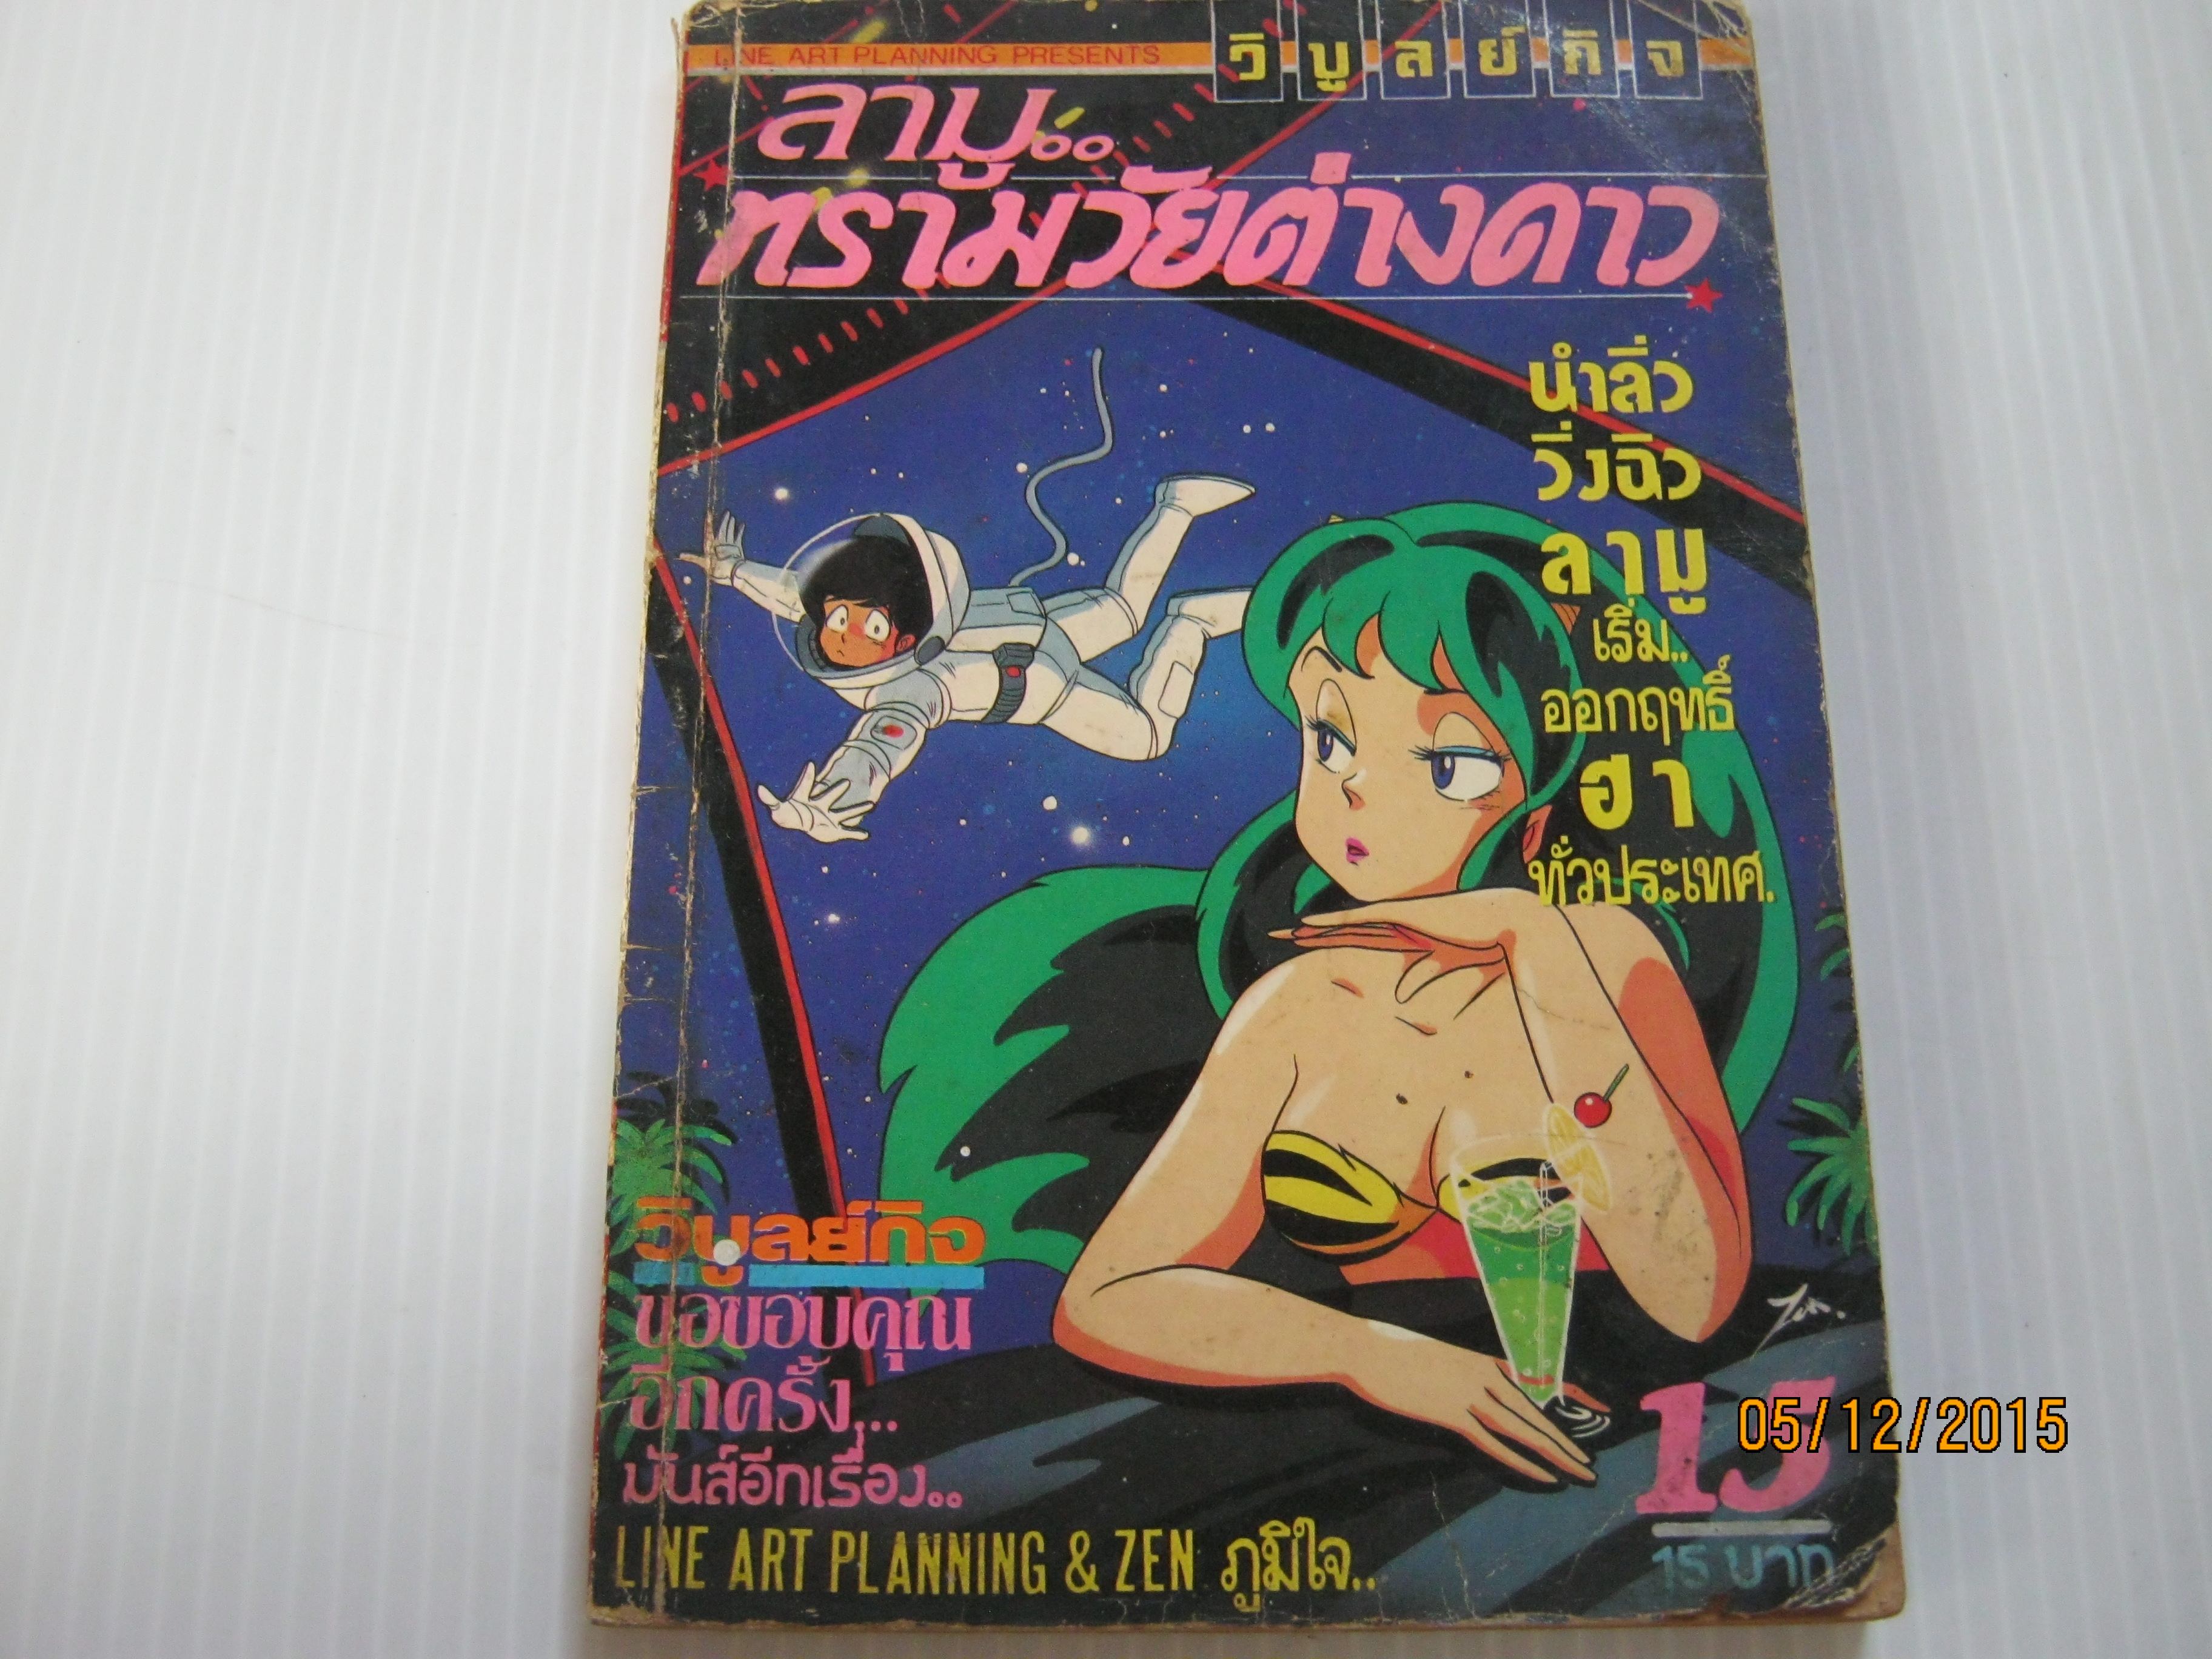 LINE ART PLANNING PRESENTS
วิบูลย์กิจ
ลามู..
ทรามวัยต่างดาว
นำลิ่ว
วิ่งฉิว
ลามู
เริ่ม..
ออกฤทธิ์
ฮา
ทั่วประเทศ.
วิบูลย์กิจ
ขอขอบคุณ
อีกครั้ง...
มันส์อีกเรื่อง..
Zen.
LINE ART PLANNING & ZEN ภูมิใจ..
15
15 บาท
05/12/2015